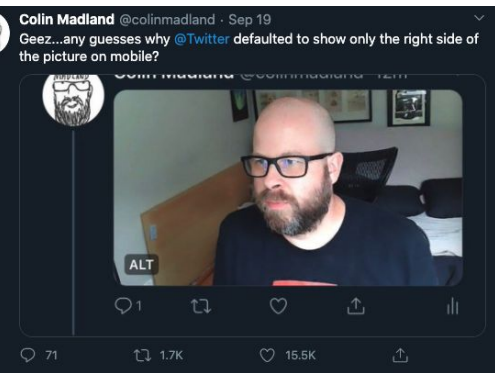 Colin Madland @colinmadland · Sep 19
Geez...any guesses why @Twitter defaulted to show only the right side of
the picture on mobile?
ALT
1
71 1.7K 15.5K